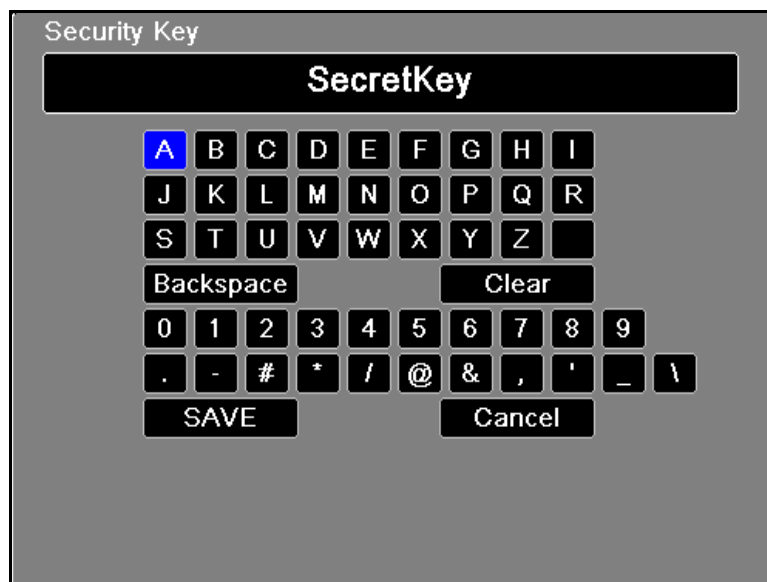 Security Key
SecretKey
A B C D E F G H I
J K L M N O P Q R
S T U V W X Y Z
Backspace Clear
0 1 2 3 4 5 6 7 8 9
. - # * / @ & , ' _ \
SAVE Cancel